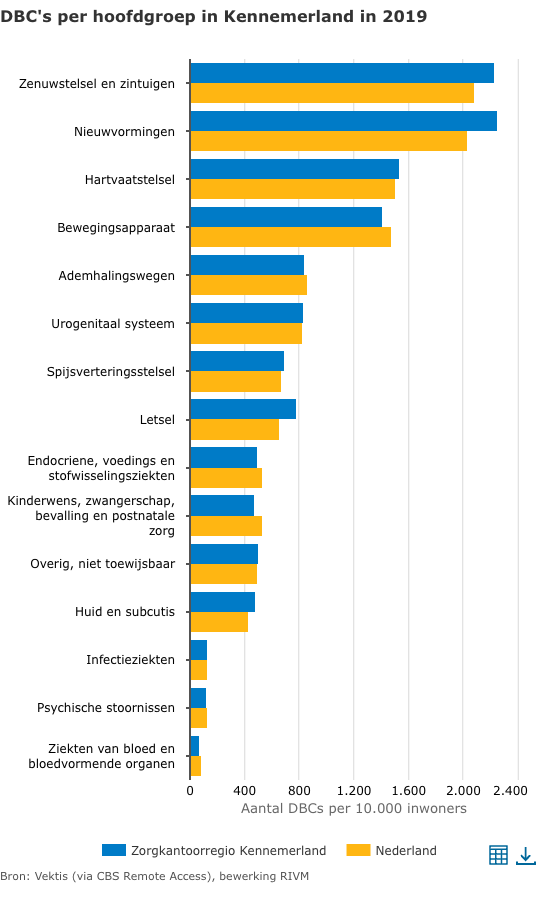 DBC's per hoofdgroep in Kennemerland in 2019
Zenuwstelsel en zintuigen
Nieuwvormingen
Hartvaatstelsel
Bewegingsapparaat
Ademhalingswegen
Urogenitaal systeem
Spijsverteringsstelsel
Letsel
Endocriene, voedings en
stofwisselingsziekten
Kinderwens, zwangerschap,
bevalling en postnatale
zorg
Overig, niet toewijsbaar
Huid en subcutis
Infectieziekten
Psychische stoornissen
Ziekten van bloed en
bloedvormende organen
0 400 800 1.200 1.600 2.000 2.400
Aantal DBCs per 10.000 inwoners
Zorgkantoorregio Kennemerland Nederland
Bron: Vektis (via CBS Remote Access), bewerking RIVM